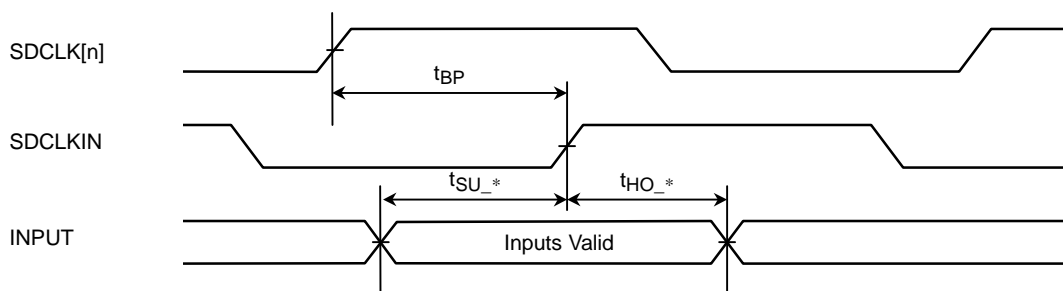 SDCLK[n]
tBP
SDCLKIN
tSU_* tHO_*
INPUT
Inputs Valid